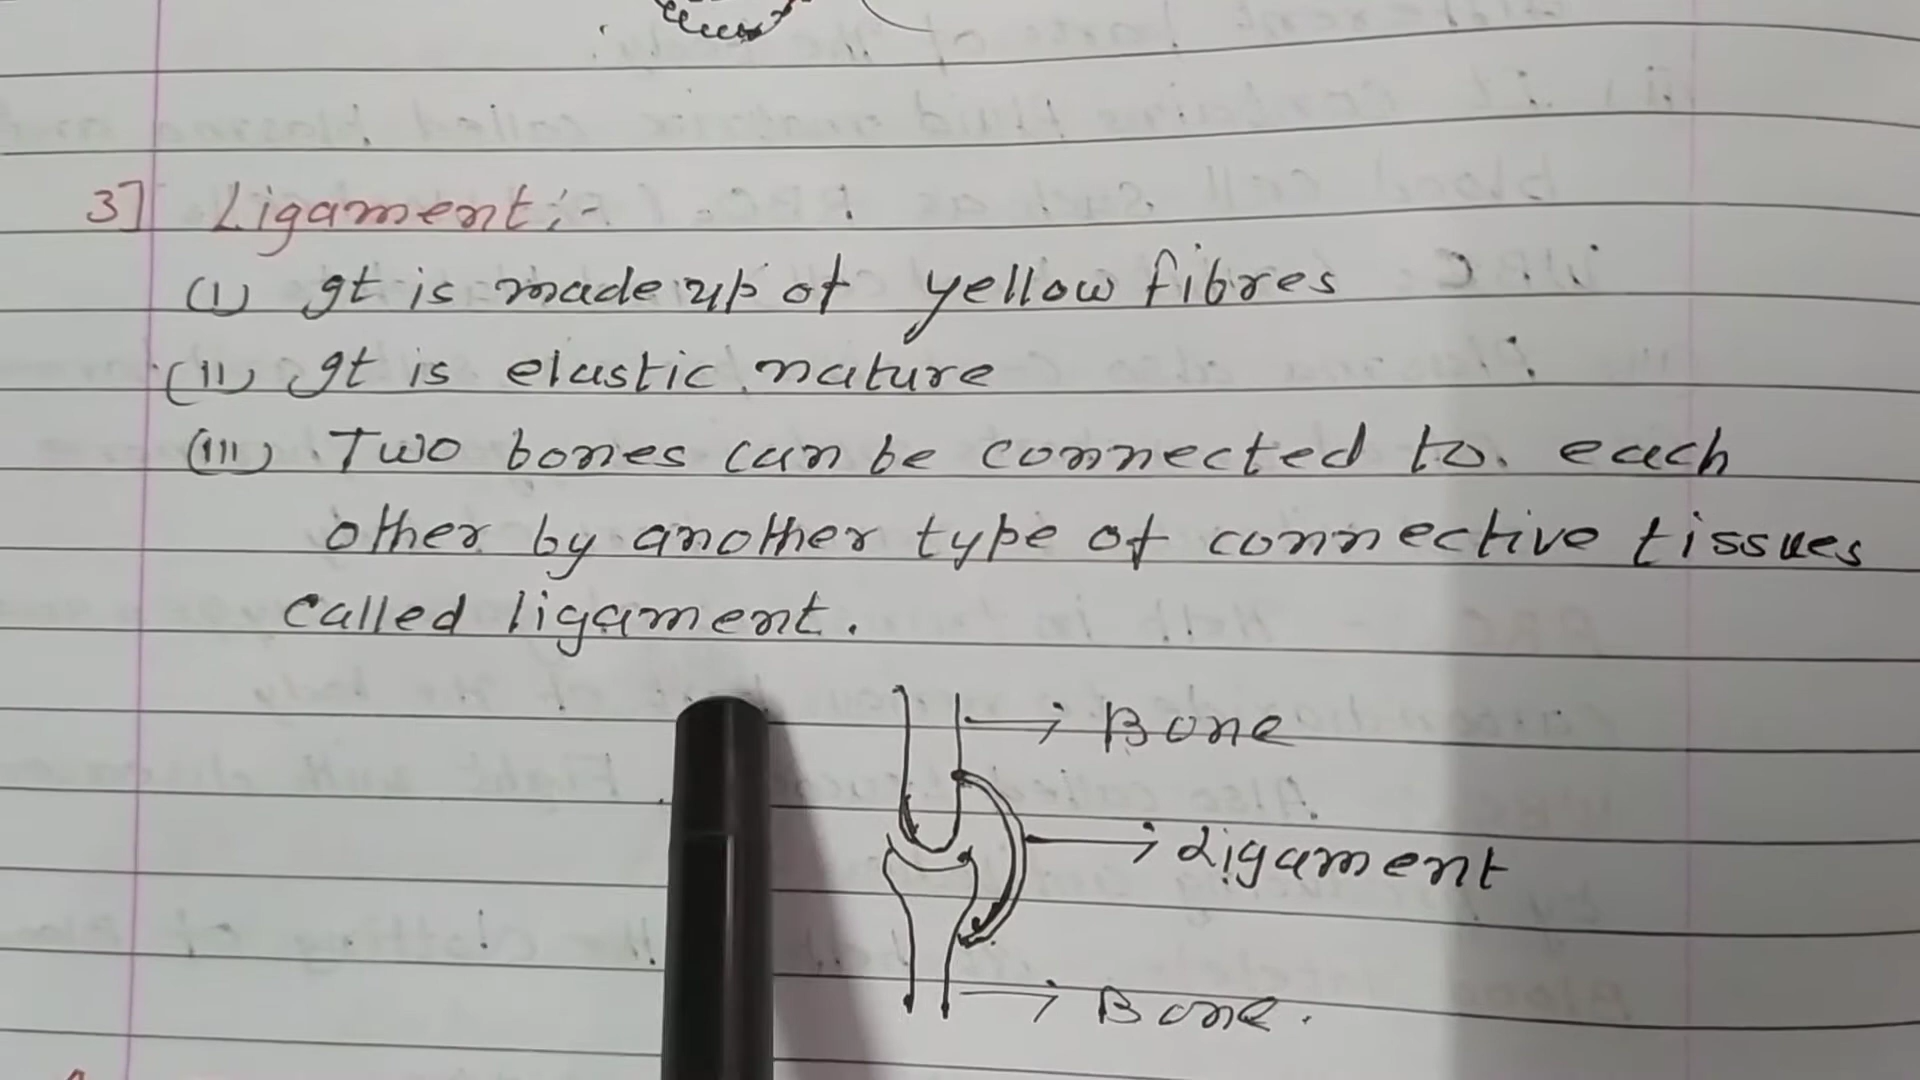 3] Ligament:-
(I) It is made up of yellow fibres
(II) It is elastic nature
(III) Two bones can be connected to each
other by another type of connective tissues
called ligament.
Bone
Ligament
Bone.